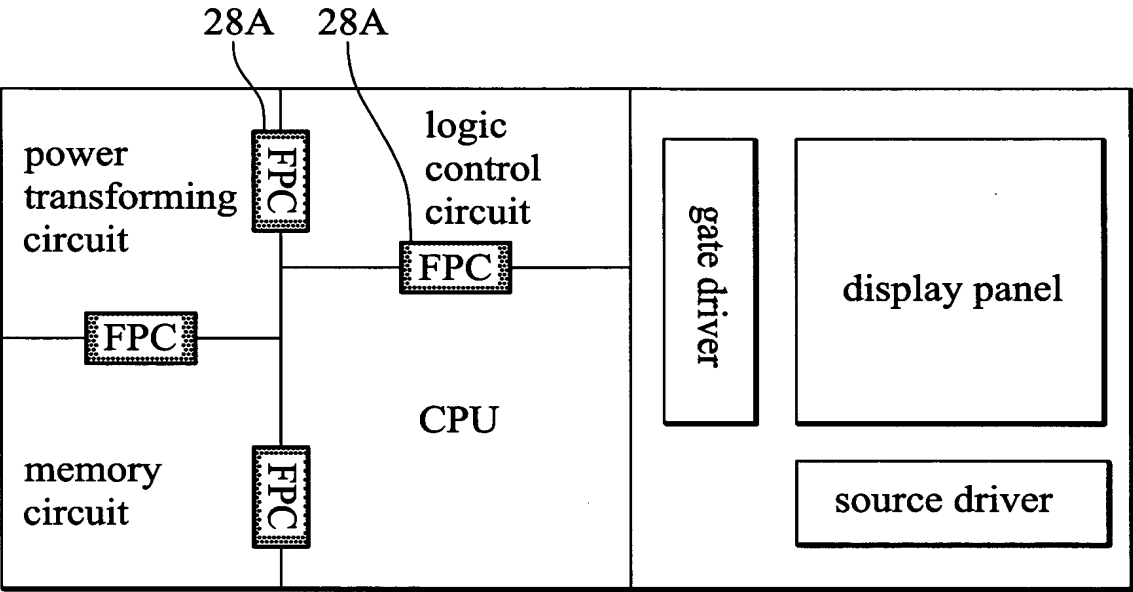 28A 28A
power
transforming
circuit
FPC
logic
control
circuit
FPC
FPC
memory
circuit
FPC
CPU
gate driver
display panel
source driver